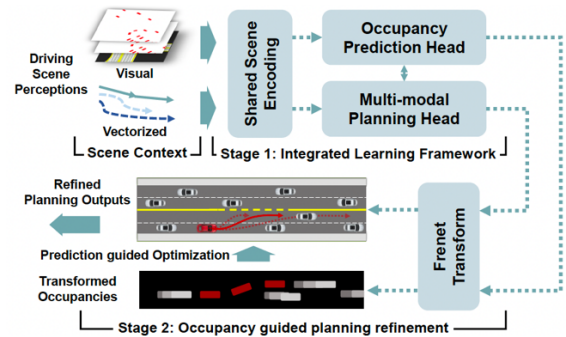 Driving
Scene
Perceptions
Visual
Vectorized
Scene Context
Shared Scene
Encoding
Occupancy
Prediction Head
Multi-modal
Planning Head
Stage 1: Integrated Learning Framework
Refined
Planning Outputs
Prediction guided Optimization
Transformed
Occupancies
Frenet
Transform
Stage 2: Occupancy guided planning refinement